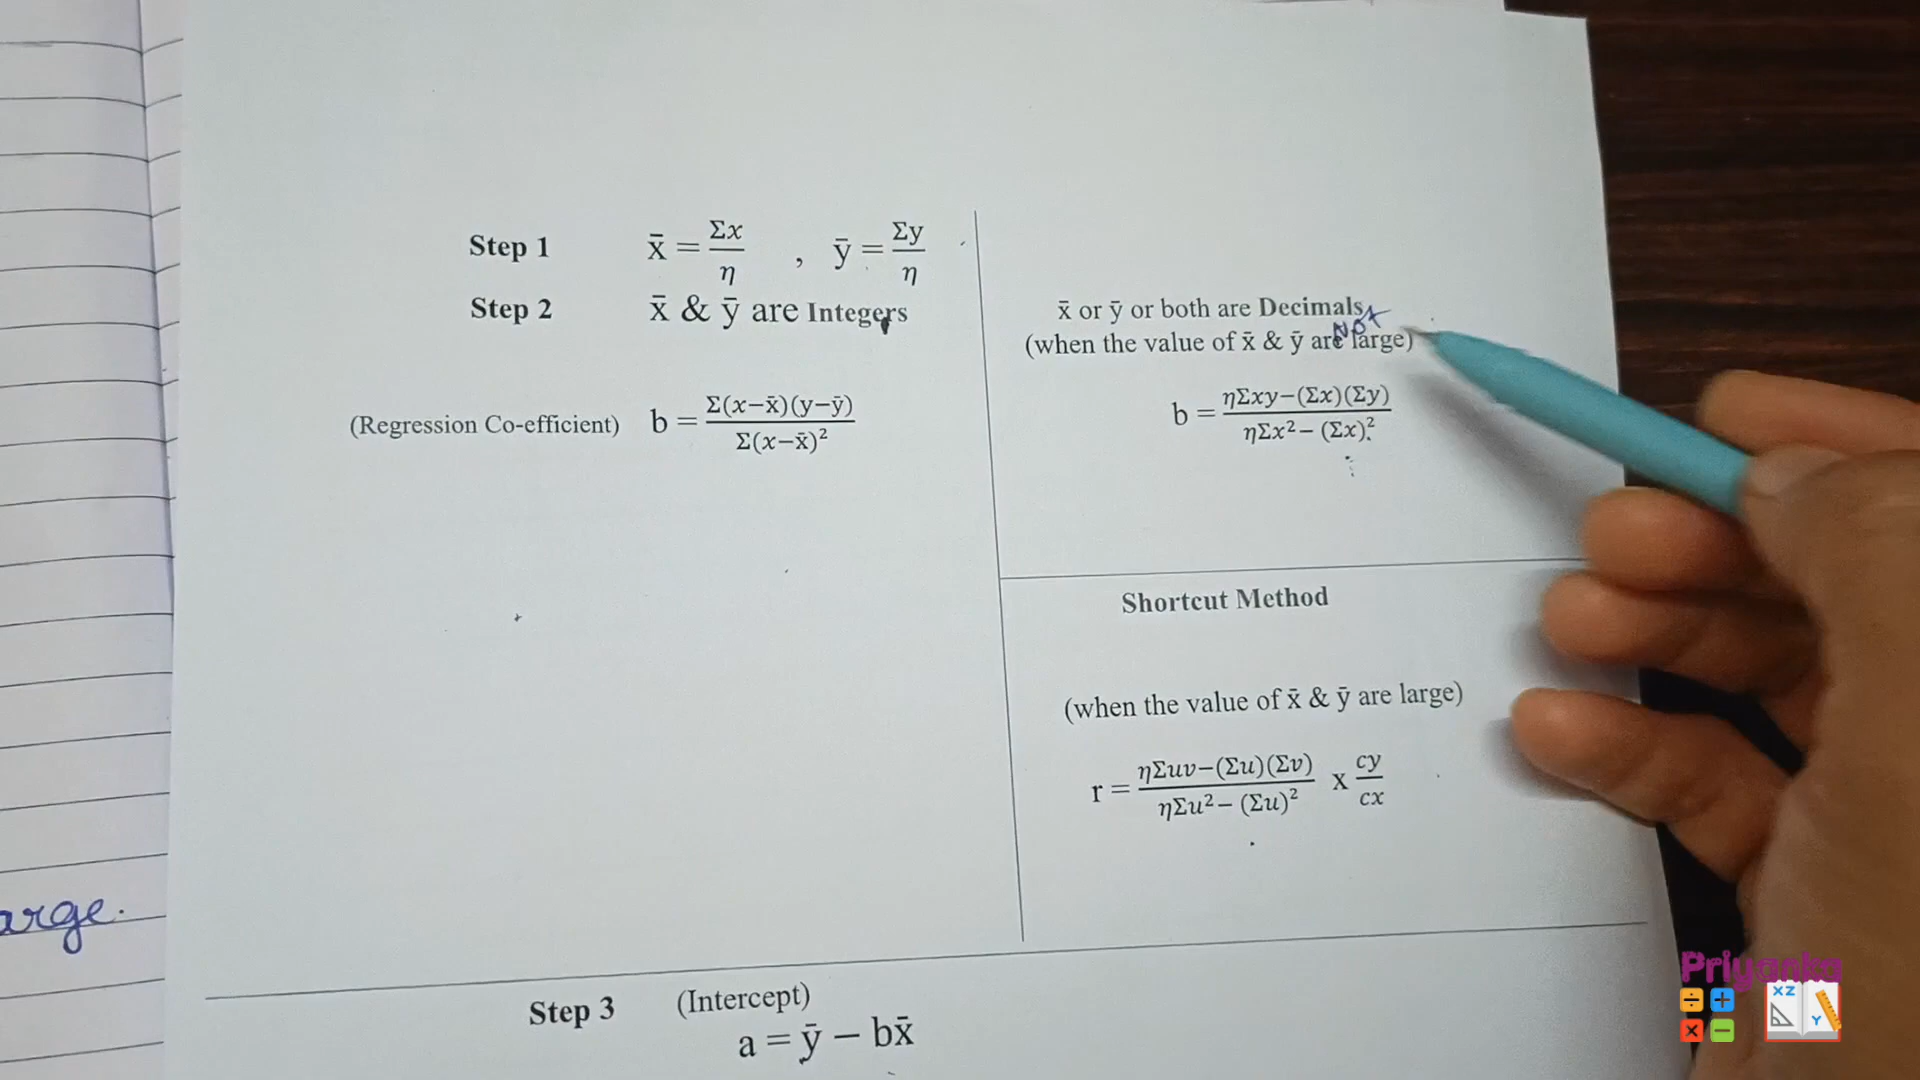 Step 1 x̄ = Σx/η , ȳ = Σy/η
Step 2 x̄ & ȳ are Integers
(Regression Co-efficient) b = Σ(x−x̄)(y−ȳ)/Σ(x−x̄)²
x̄ or ȳ or both are Decimals
Not
(when the value of x̄ & ȳ are large)
b = ηΣxy−(Σx)(Σy)/ηΣx²− (Σx)²
Shortcut Method
(when the value of x̄ & ȳ are large)
r = ηΣuv−(Σu)(Σv)/ηΣu²− (Σu)² x cy/cx
arge.
Step 3 (Intercept)
a = ȳ − bx̄
Priyanka
XZ
Y